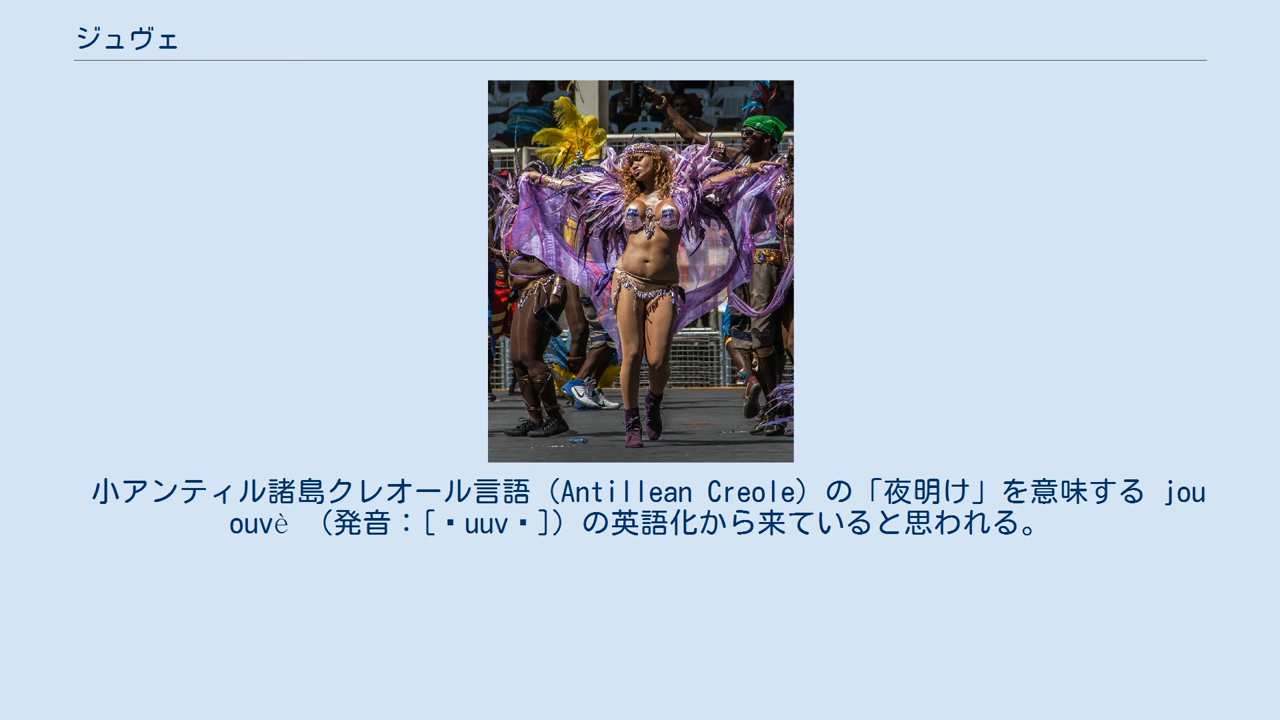 ジュヴェ
小アンティル諸島クレオール言語（Antillean Creole）の「夜明け」を意味する jou
ouvè （発音：[▪uuv▪]）の英語化から来ていると思われる。